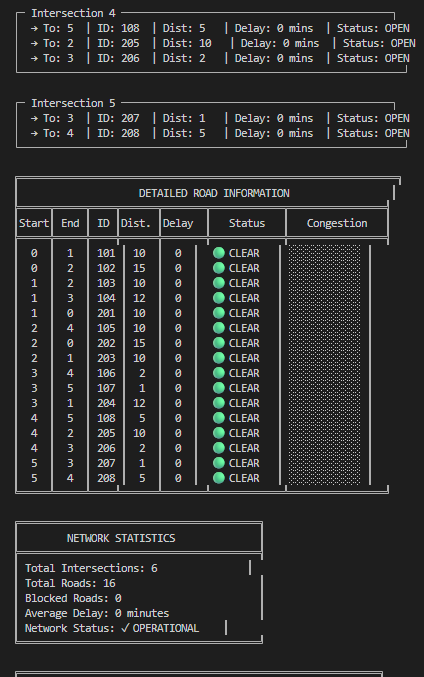 Intersection 4
→ To: 5 | ID: 108 | Dist: 5 | Delay: 0 mins | Status: OPEN
→ To: 2 | ID: 205 | Dist: 10 | Delay: 0 mins | Status: OPEN
→ To: 3 | ID: 206 | Dist: 2 | Delay: 0 mins | Status: OPEN
Intersection 5
→ To: 3 | ID: 207 | Dist: 1 | Delay: 0 mins | Status: OPEN
→ To: 4 | ID: 208 | Dist: 5 | Delay: 0 mins | Status: OPEN
DETAILED ROAD INFORMATION
Start End ID Dist. Delay Status Congestion
0 1 101 10 0 CLEAR
0 2 102 15 0 CLEAR
1 2 103 10 0 CLEAR
1 3 104 12 0 CLEAR
1 0 201 10 0 CLEAR
2 4 105 10 0 CLEAR
2 0 202 15 0 CLEAR
2 1 203 10 0 CLEAR
3 4 106 2 0 CLEAR
3 5 107 1 0 CLEAR
3 1 204 12 0 CLEAR
4 5 108 5 0 CLEAR
4 2 205 10 0 CLEAR
4 3 206 2 0 CLEAR
5 3 207 1 0 CLEAR
5 4 208 5 0 CLEAR
NETWORK STATISTICS
Total Intersections: 6
Total Roads: 16
Blocked Roads: 0
Average Delay: 0 minutes
Network Status: ✓ OPERATIONAL